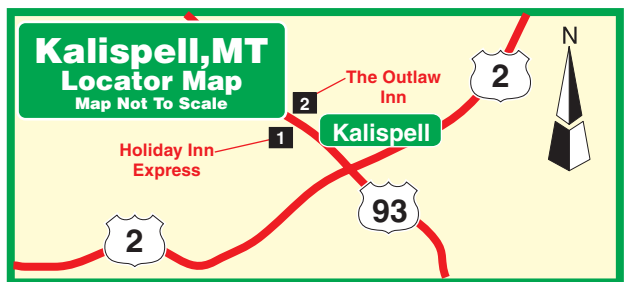 Kalispell,MT
Locator Map
Map Not To Scale
N
2
The Outlaw
Inn
2
Kalispell
1
Holiday Inn
Express
93
2